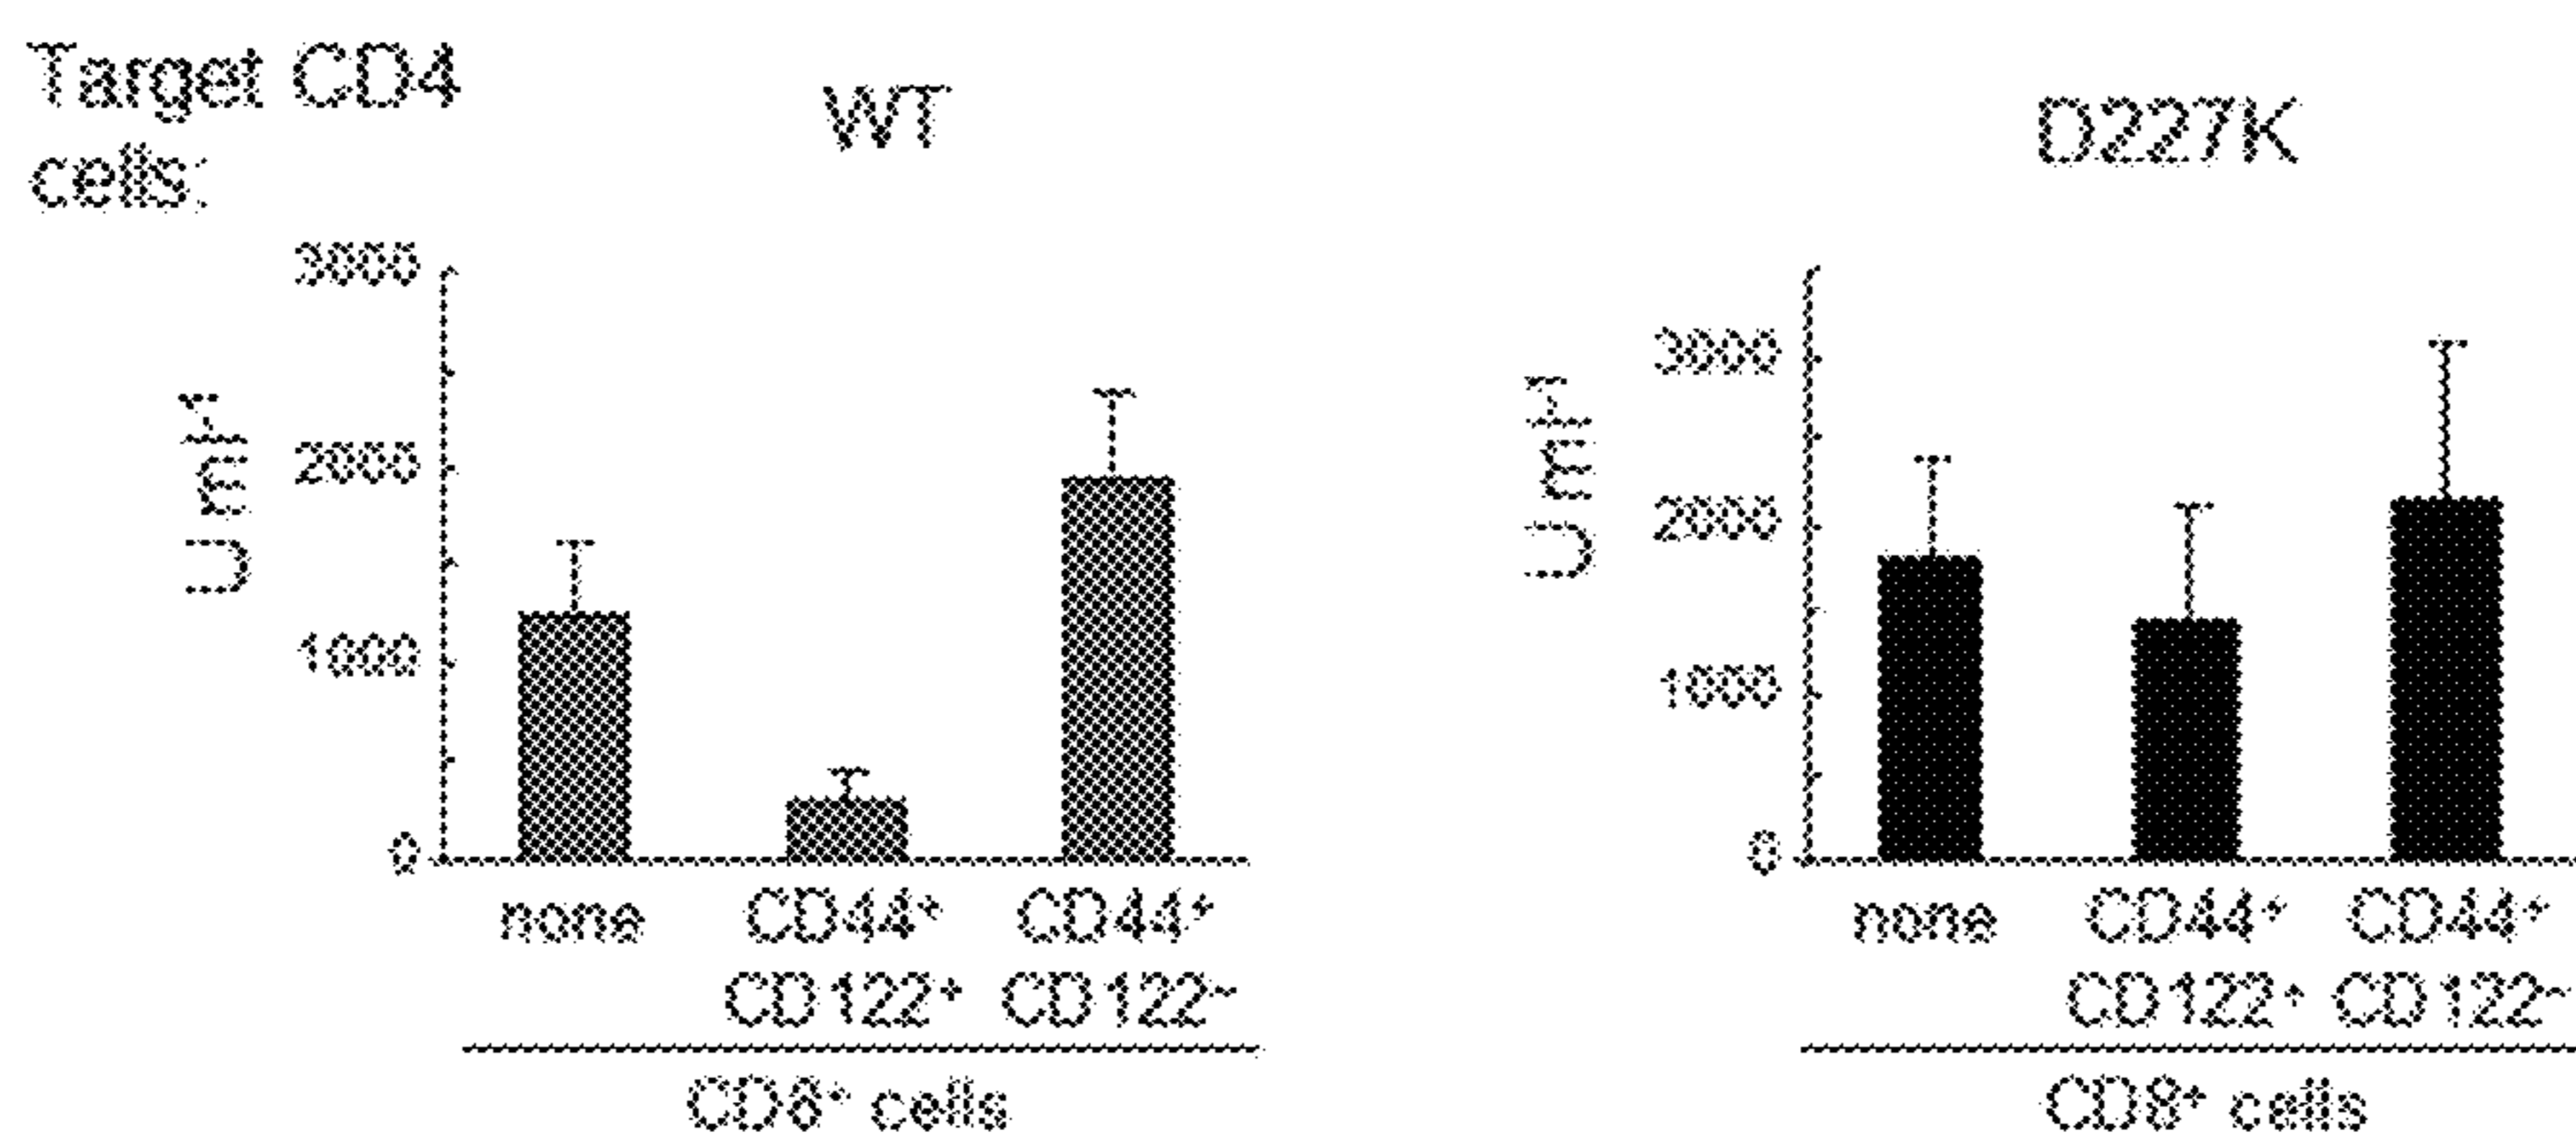 Target CD4
cells:
WT
3000
2000
1000
0
U ml-1
none
CD44+
CD122+
CD44+
CD122-
CD8+ cells
D227K
3000
2000
1000
0
U ml-1
none
CD44+
CD122+
CD44+
CD122-
CD8+ cells